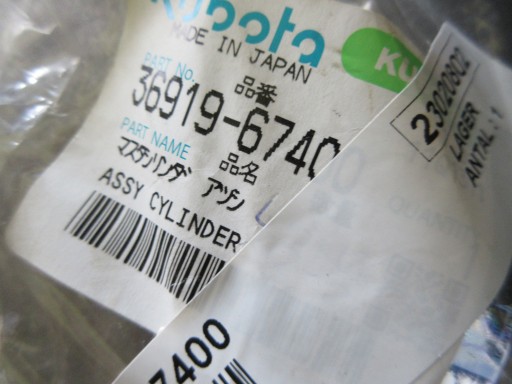 Kubota
MADE IN JAPAN
KU
PART No. 品番
36919-6740
PART NAME 品名
マスタシリンダ アッシ
ASSY CYLINDER
23020802
LAGER
ANTAL: 1
7400